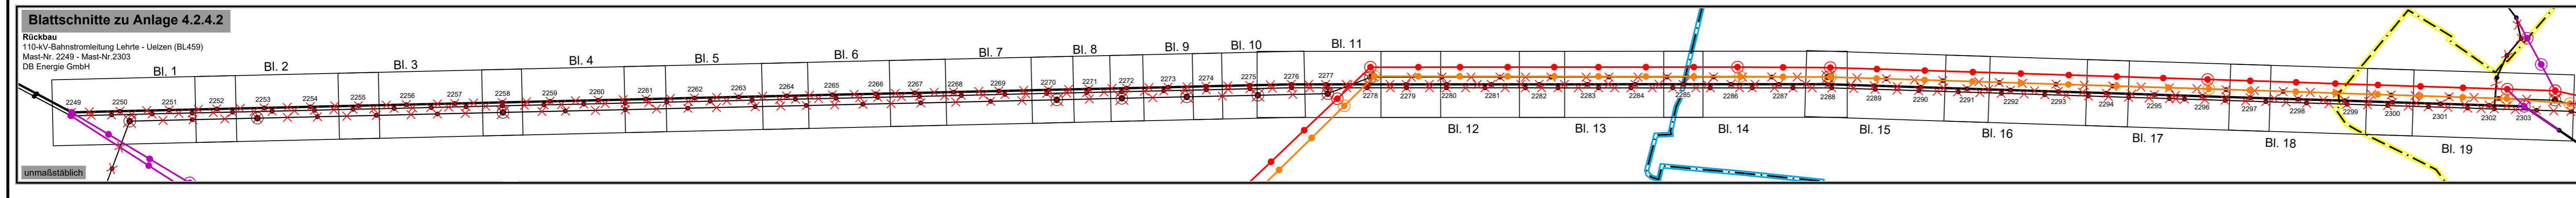 Blattschnitte zu Anlage 4.2.4.2
Rückbau
110-kV-Bahnstromleitung Lehrte - Uelzen (BL459)
Mast-Nr. 2249 - Mast-Nr.2303
DB Energie GmbH
Bl. 1
Bl. 2
Bl. 3
Bl. 4
Bl. 5
Bl. 6
Bl. 7
Bl. 8
Bl. 9
Bl. 10
Bl. 11
2249
2250
2251
2252
2253
2254
2255
2256
2257
2258
2259
2260
2261
2262
2263
2264
2265
2266
2267
2268
2269
2270
2271
2272
2273
2274
2275
2276
2277
2278
2279
2280
2281
2282
2283
2284
2285
2286
2287
2288
2289
2290
2291
2292
2293
2294
2295
2296
2297
2298
2299
2300
2301
2302
2303
Bl. 12
Bl. 13
Bl. 14
Bl. 15
Bl. 16
Bl. 17
Bl. 18
Bl. 19
unmaßstäblich